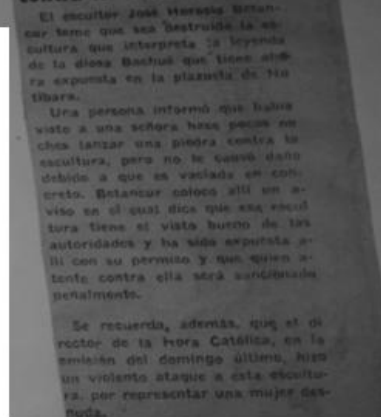 El escultor José Horacio Betan-
cur teme que sea destruida la es-
cultura que interpreta la leyenda
de la diosa Bachué que tiene aho-
ra expuesta en la plazuela de Nu
tibara.
Una persona informó que había
visto a una señora hace pocas no
ches lanzar una piedra contra la
escultura, pero no le causó daño
debido a que es vaciada en con-
creto. Betancur colocó allí un a-
viso en el cual dice que esa escul
tura tiene el visto bueno de las
autoridades y ha sido expuesta a-
llí con su permiso y que quien a-
tente contra ella será sancionado
penalmente.
Se recuerda, además, que el di
rector de la Hora Católica, en la
emisión del domingo último, hizo
un violento ataque a esta escultu-
ra, por representar una mujer des-
nuda.